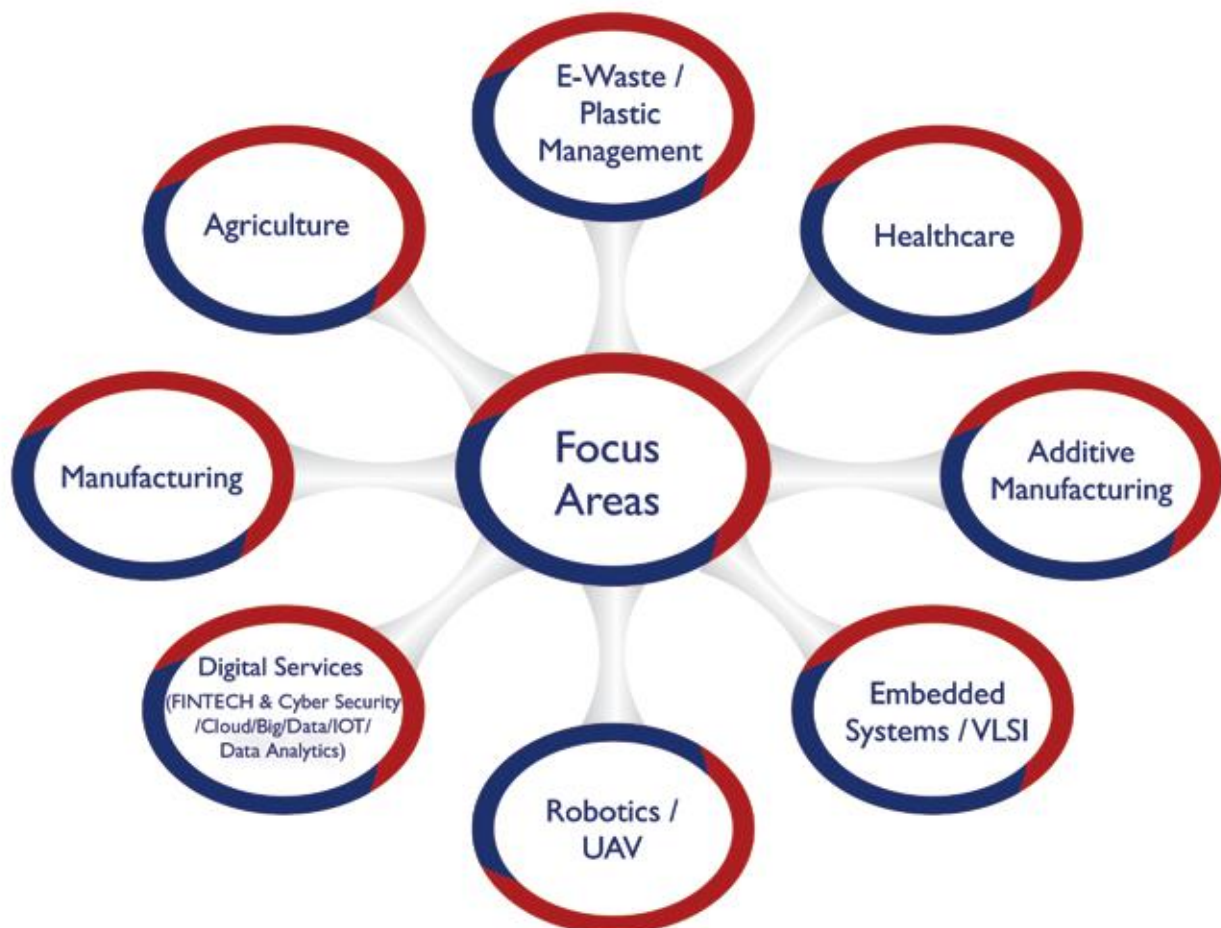 E-Waste /
Plastic
Management
Agriculture
Healthcare
Focus
Areas
Manufacturing
Additive
Manufacturing
Digital Services
(FINTECH & Cyber Security
/Cloud/Big/Data/IOT/
Data Analytics)
Embedded
Systems / VLSI
Robotics /
UAV